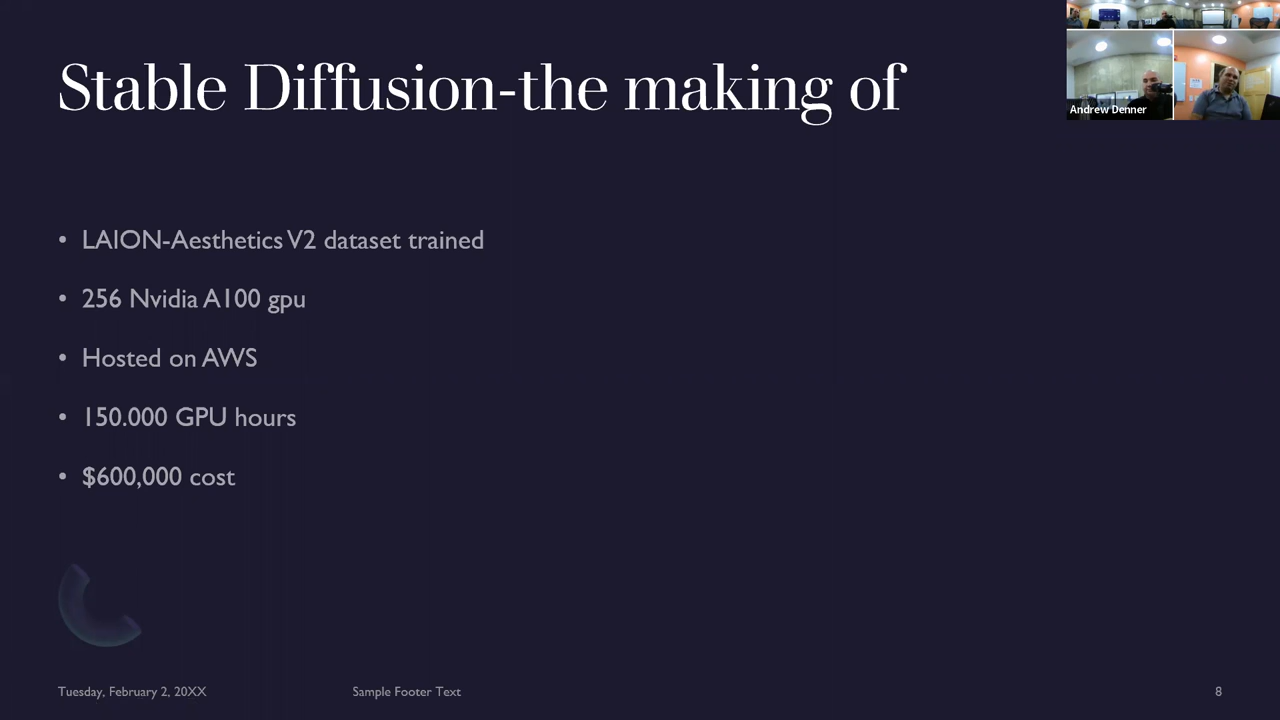 Stable Diffusion-the making of
Andrew Denner
• LAION-Aesthetics V2 dataset trained
• 256 Nvidia A100 gpu
• Hosted on AWS
• 150.000 GPU hours
• $600,000 cost
Tuesday, February 2, 20XX
Sample Footer Text
8